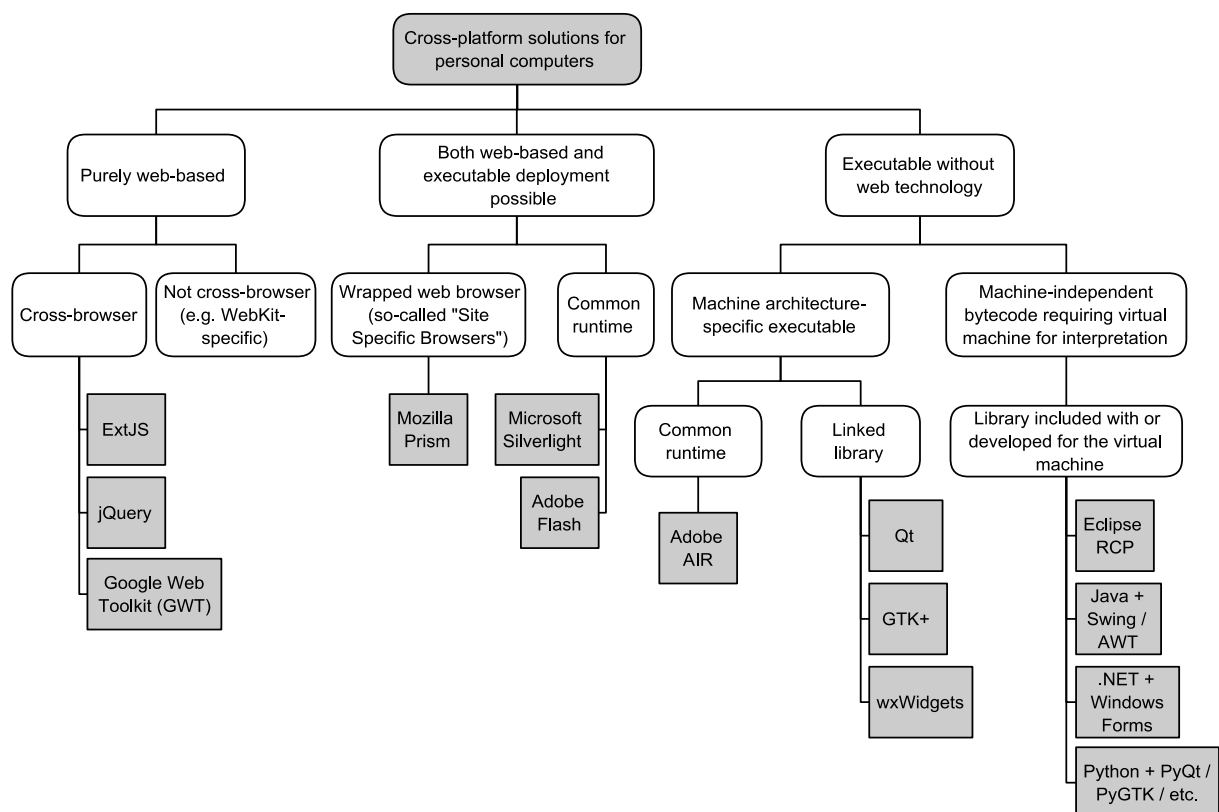 Cross-platform solutions for
personal computers
Purely web-based
Both web-based and
executable deployment
possible
Executable without
web technology
Cross-browser
Not cross-browser
(e.g. WebKit-
specific)
Wrapped web browser
(so-called "Site
Specific Browsers")
Common
runtime
Machine architecture-
specific executable
Machine-independent
bytecode requiring virtual
machine for interpretation
ExtJS
jQuery
Google Web
Toolkit (GWT)
Mozilla
Prism
Microsoft
Silverlight
Adobe
Flash
Common
runtime
Adobe
AIR
Linked
library
Qt
GTK+
wxWidgets
Library included with or
developed for the virtual
machine
Eclipse
RCP
Java +
Swing /
AWT
.NET +
Windows
Forms
Python + PyQt /
PyGTK / etc.